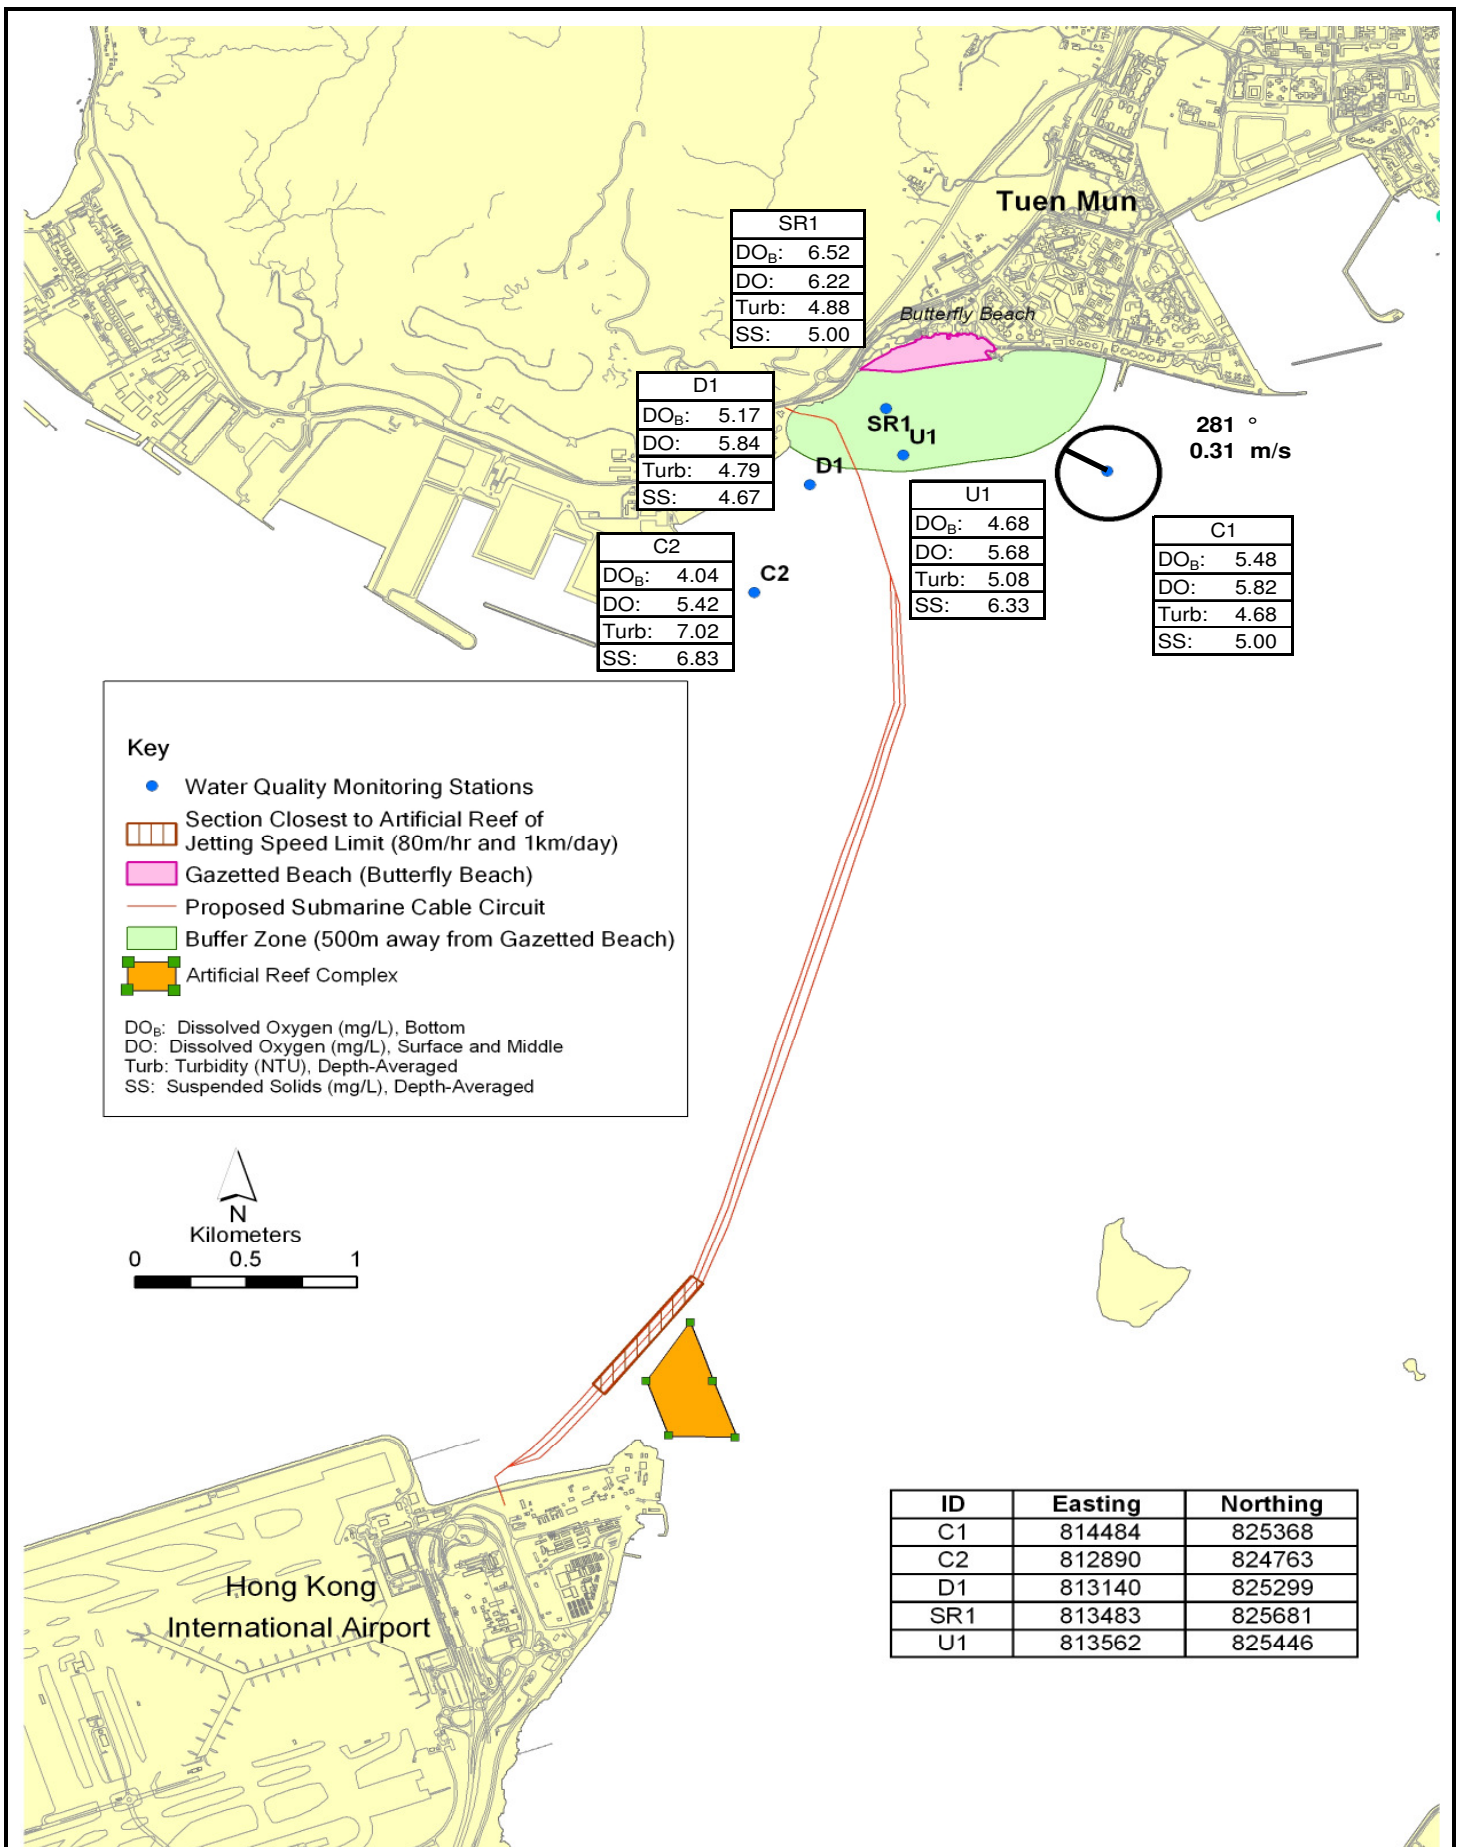 Tuen Mun
SR1
DOB: 6.52
DO: 6.22
Turb: 4.88
SS: 5.00
Butterfly Beach
D1
DOB: 5.17
DO: 5.84
Turb: 4.79
SS: 4.67
SR1
U1
D1
281 °
0.31 m/s
U1
DOB: 4.68
DO: 5.68
Turb: 5.08
SS: 6.33
C1
DOB: 5.48
DO: 5.82
Turb: 4.68
SS: 5.00
C2
DOB: 4.04
DO: 5.42
Turb: 7.02
SS: 6.83
C2
Key
Water Quality Monitoring Stations
Section Closest to Artificial Reef of
Jetting Speed Limit (80m/hr and 1km/day)
Gazetted Beach (Butterfly Beach)
Proposed Submarine Cable Circuit
Buffer Zone (500m away from Gazetted Beach)
Artificial Reef Complex
DOB: Dissolved Oxygen (mg/L), Bottom
DO: Dissolved Oxygen (mg/L), Surface and Middle
Turb: Turbidity (NTU), Depth-Averaged
SS: Suspended Solids (mg/L), Depth-Averaged
N
Kilometers
0 0.5 1
ID Easting Northing
C1 814484 825368
C2 812890 824763
D1 813140 825299
SR1 813483 825681
U1 813562 825446
Hong Kong
International Airport